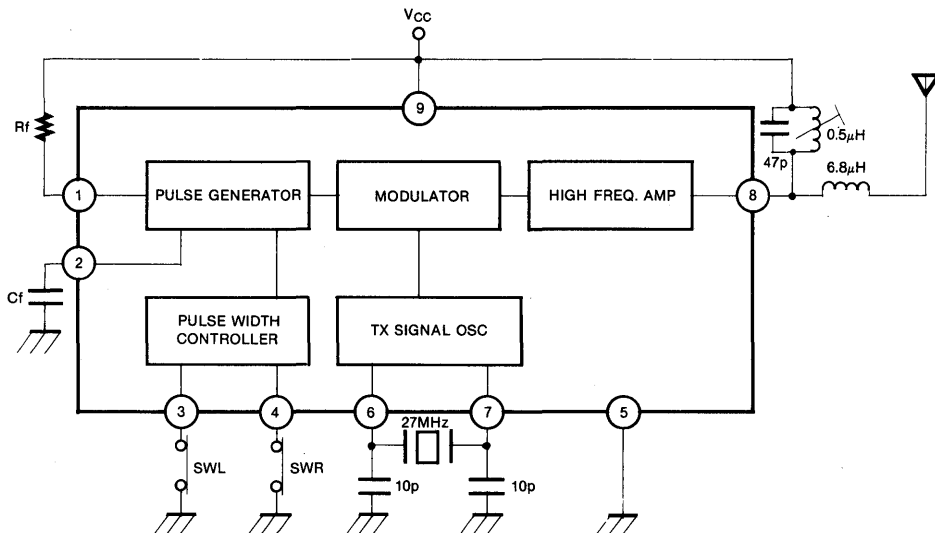 VCC
9
Rf
0.5µH
47p
6.8µH
1
PULSE GENERATOR
MODULATOR
HIGH FREQ. AMP
8
2
Cf
PULSE WIDTH
CONTROLLER
TX SIGNAL OSC
3
4
6
7
5
27MHz
SWL
SWR
10p
10p